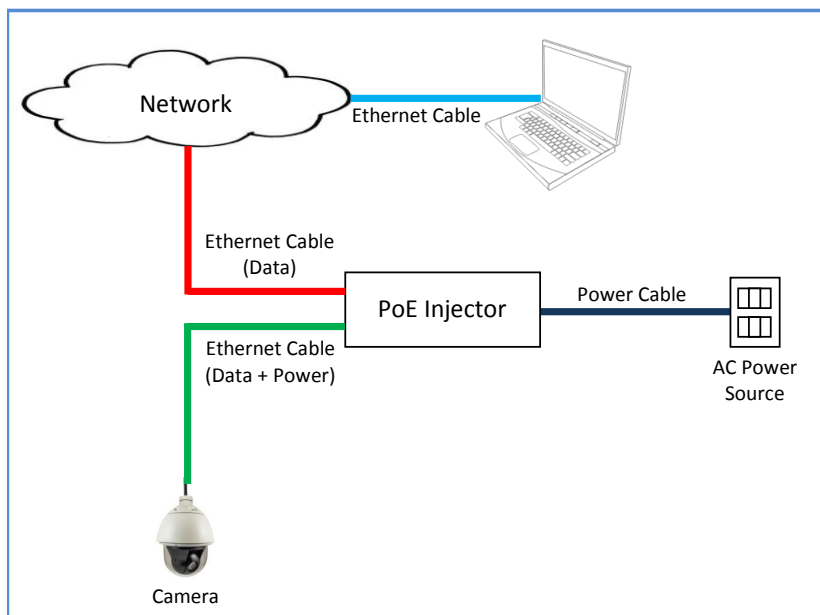 Network
Ethernet Cable
Ethernet Cable
(Data)
PoE Injector
Power Cable
Ethernet Cable
(Data + Power)
AC Power
Source
Camera